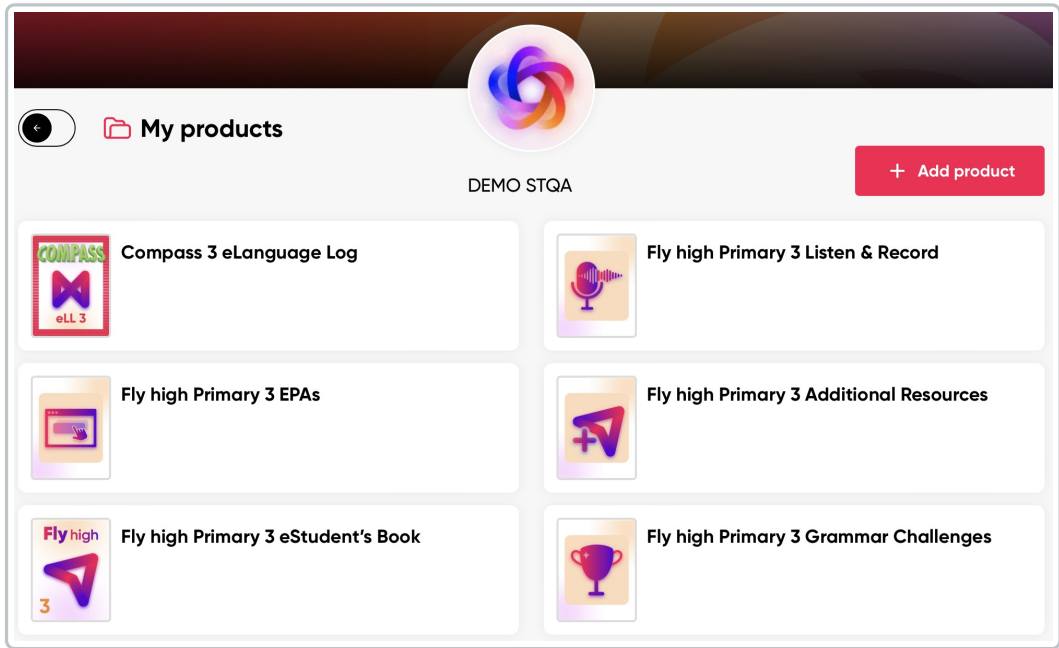 My products
DEMO STQA
+ Add product
COMPASS
eLL 3
Compass 3 eLanguage Log
Fly high Primary 3 Listen & Record
Fly high Primary 3 EPAs
Fly high Primary 3 Additional Resources
Fly high
3
Fly high Primary 3 eStudent's Book
Fly high Primary 3 Grammar Challenges